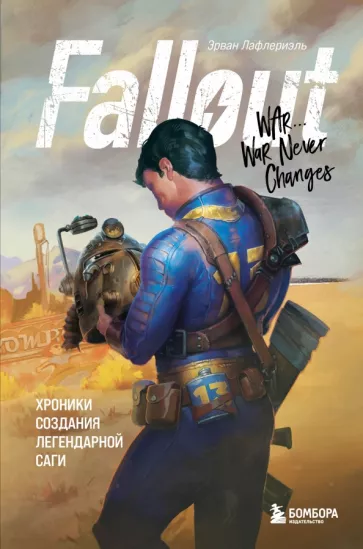 Эрван Лафлериэль
Fallout
WAR...
War Never
Changes
13
ХРОНИКИ
СОЗДАНИЯ
ЛЕГЕНДАРНОЙ
САГИ
БОМБОРА
ИЗДАТЕЛЬСТВО